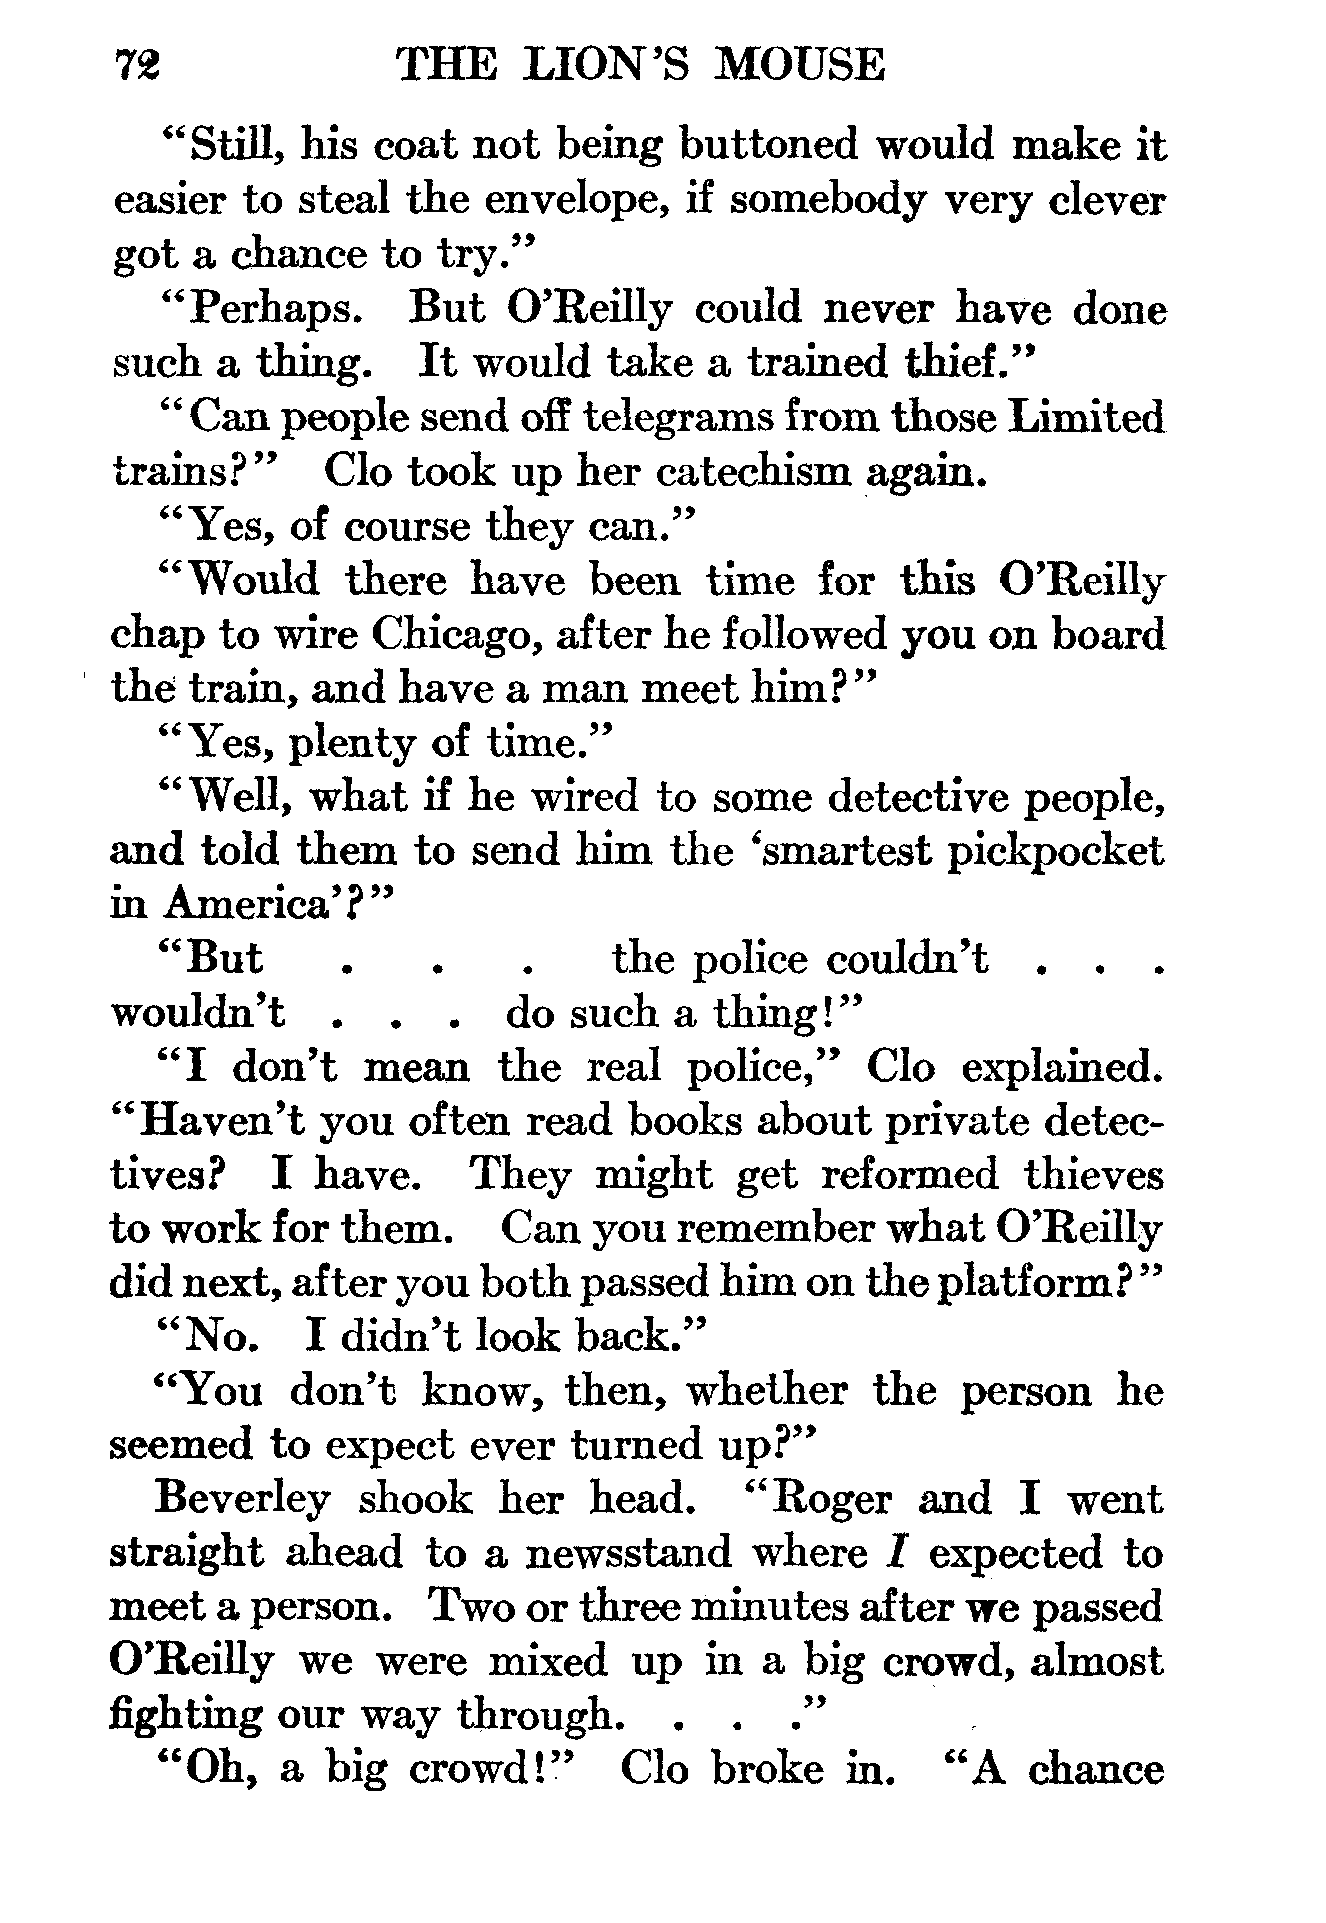 72 THE LION'S MOUSE
"Still, his coat not being buttoned would make it
easier to steal the envelope, if somebody very clever
got a chance to try."
"Perhaps. But O'Reilly could never have done
such a thing. It would take a trained thief."
"Can people send off telegrams from those Limited
trains?" Clo took up her catechism again.
"Yes, of course they can."
"Would there have been time for this O'Reilly
chap to wire Chicago, after he followed you on board
the train, and have a man meet him?"
"Yes, plenty of time."
"Well, what if he wired to some detective people,
and told them to send him the 'smartest pickpocket
in America'?"
"But . . . the police couldn't . . .
wouldn't . . . do such a thing!"
"I don't mean the real police," Clo explained.
"Haven't you often read books about private detec-
tives? I have. They might get reformed thieves
to work for them. Can you remember what O'Reilly
did next, after you both passed him on the platform?"
"No. I didn't look back."
"You don't know, then, whether the person he
seemed to expect ever turned up?"
Beverley shook her head. "Roger and I went
straight ahead to a newsstand where I expected to
meet a person. Two or three minutes after we passed
O'Reilly we were mixed up in a big crowd, almost
fighting our way through. . . ."
"Oh, a big crowd!" Clo broke in. "A chance